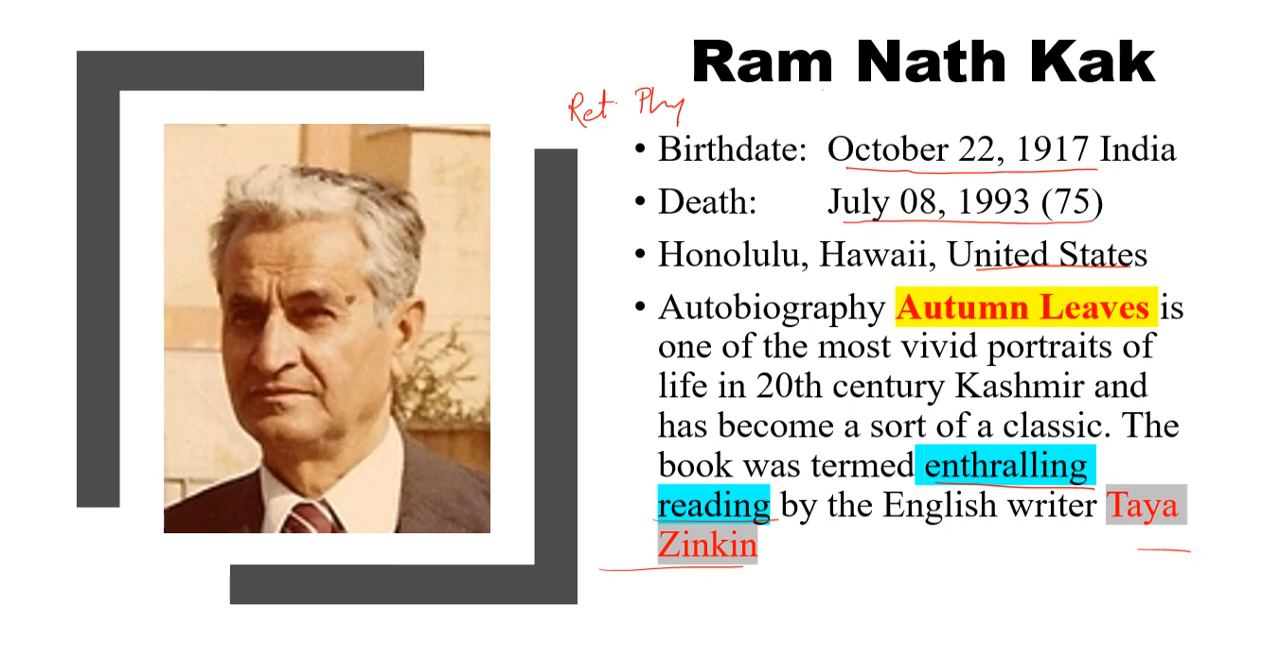 Ram Nath Kak
Ret. Phy
• Birthdate: October 22, 1917 India
• Death: July 08, 1993 (75)
• Honolulu, Hawaii, United States
• Autobiography Autumn Leaves is
one of the most vivid portraits of
life in 20th century Kashmir and
has become a sort of a classic. The
book was termed enthralling
reading by the English writer Taya
Zinkin